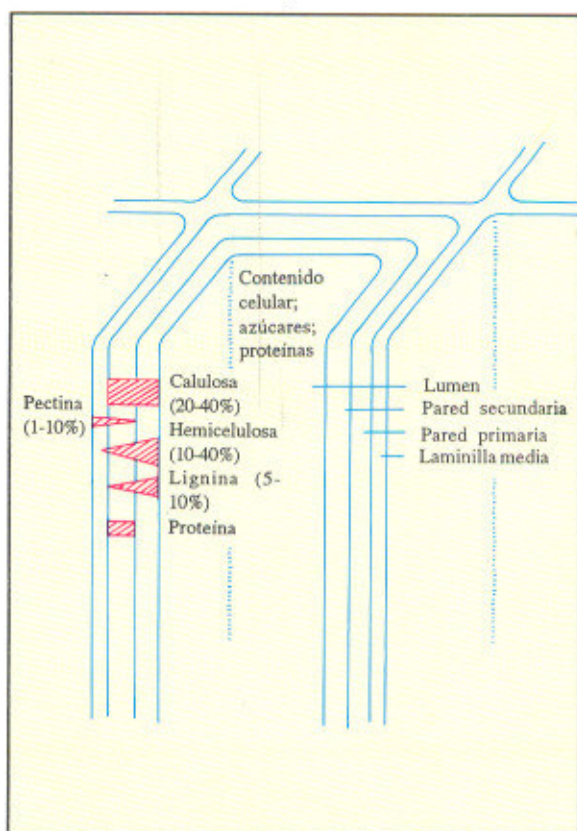 Contenido
celular;
azúcares;
proteínas
Pectina
(1-10%)
Calulosa
(20-40%)
Hemicelulosa
(10-40%)
Lignina (5-
10%)
Proteína
Lumen
Pared secundaria
Pared primaria
Laminilla media